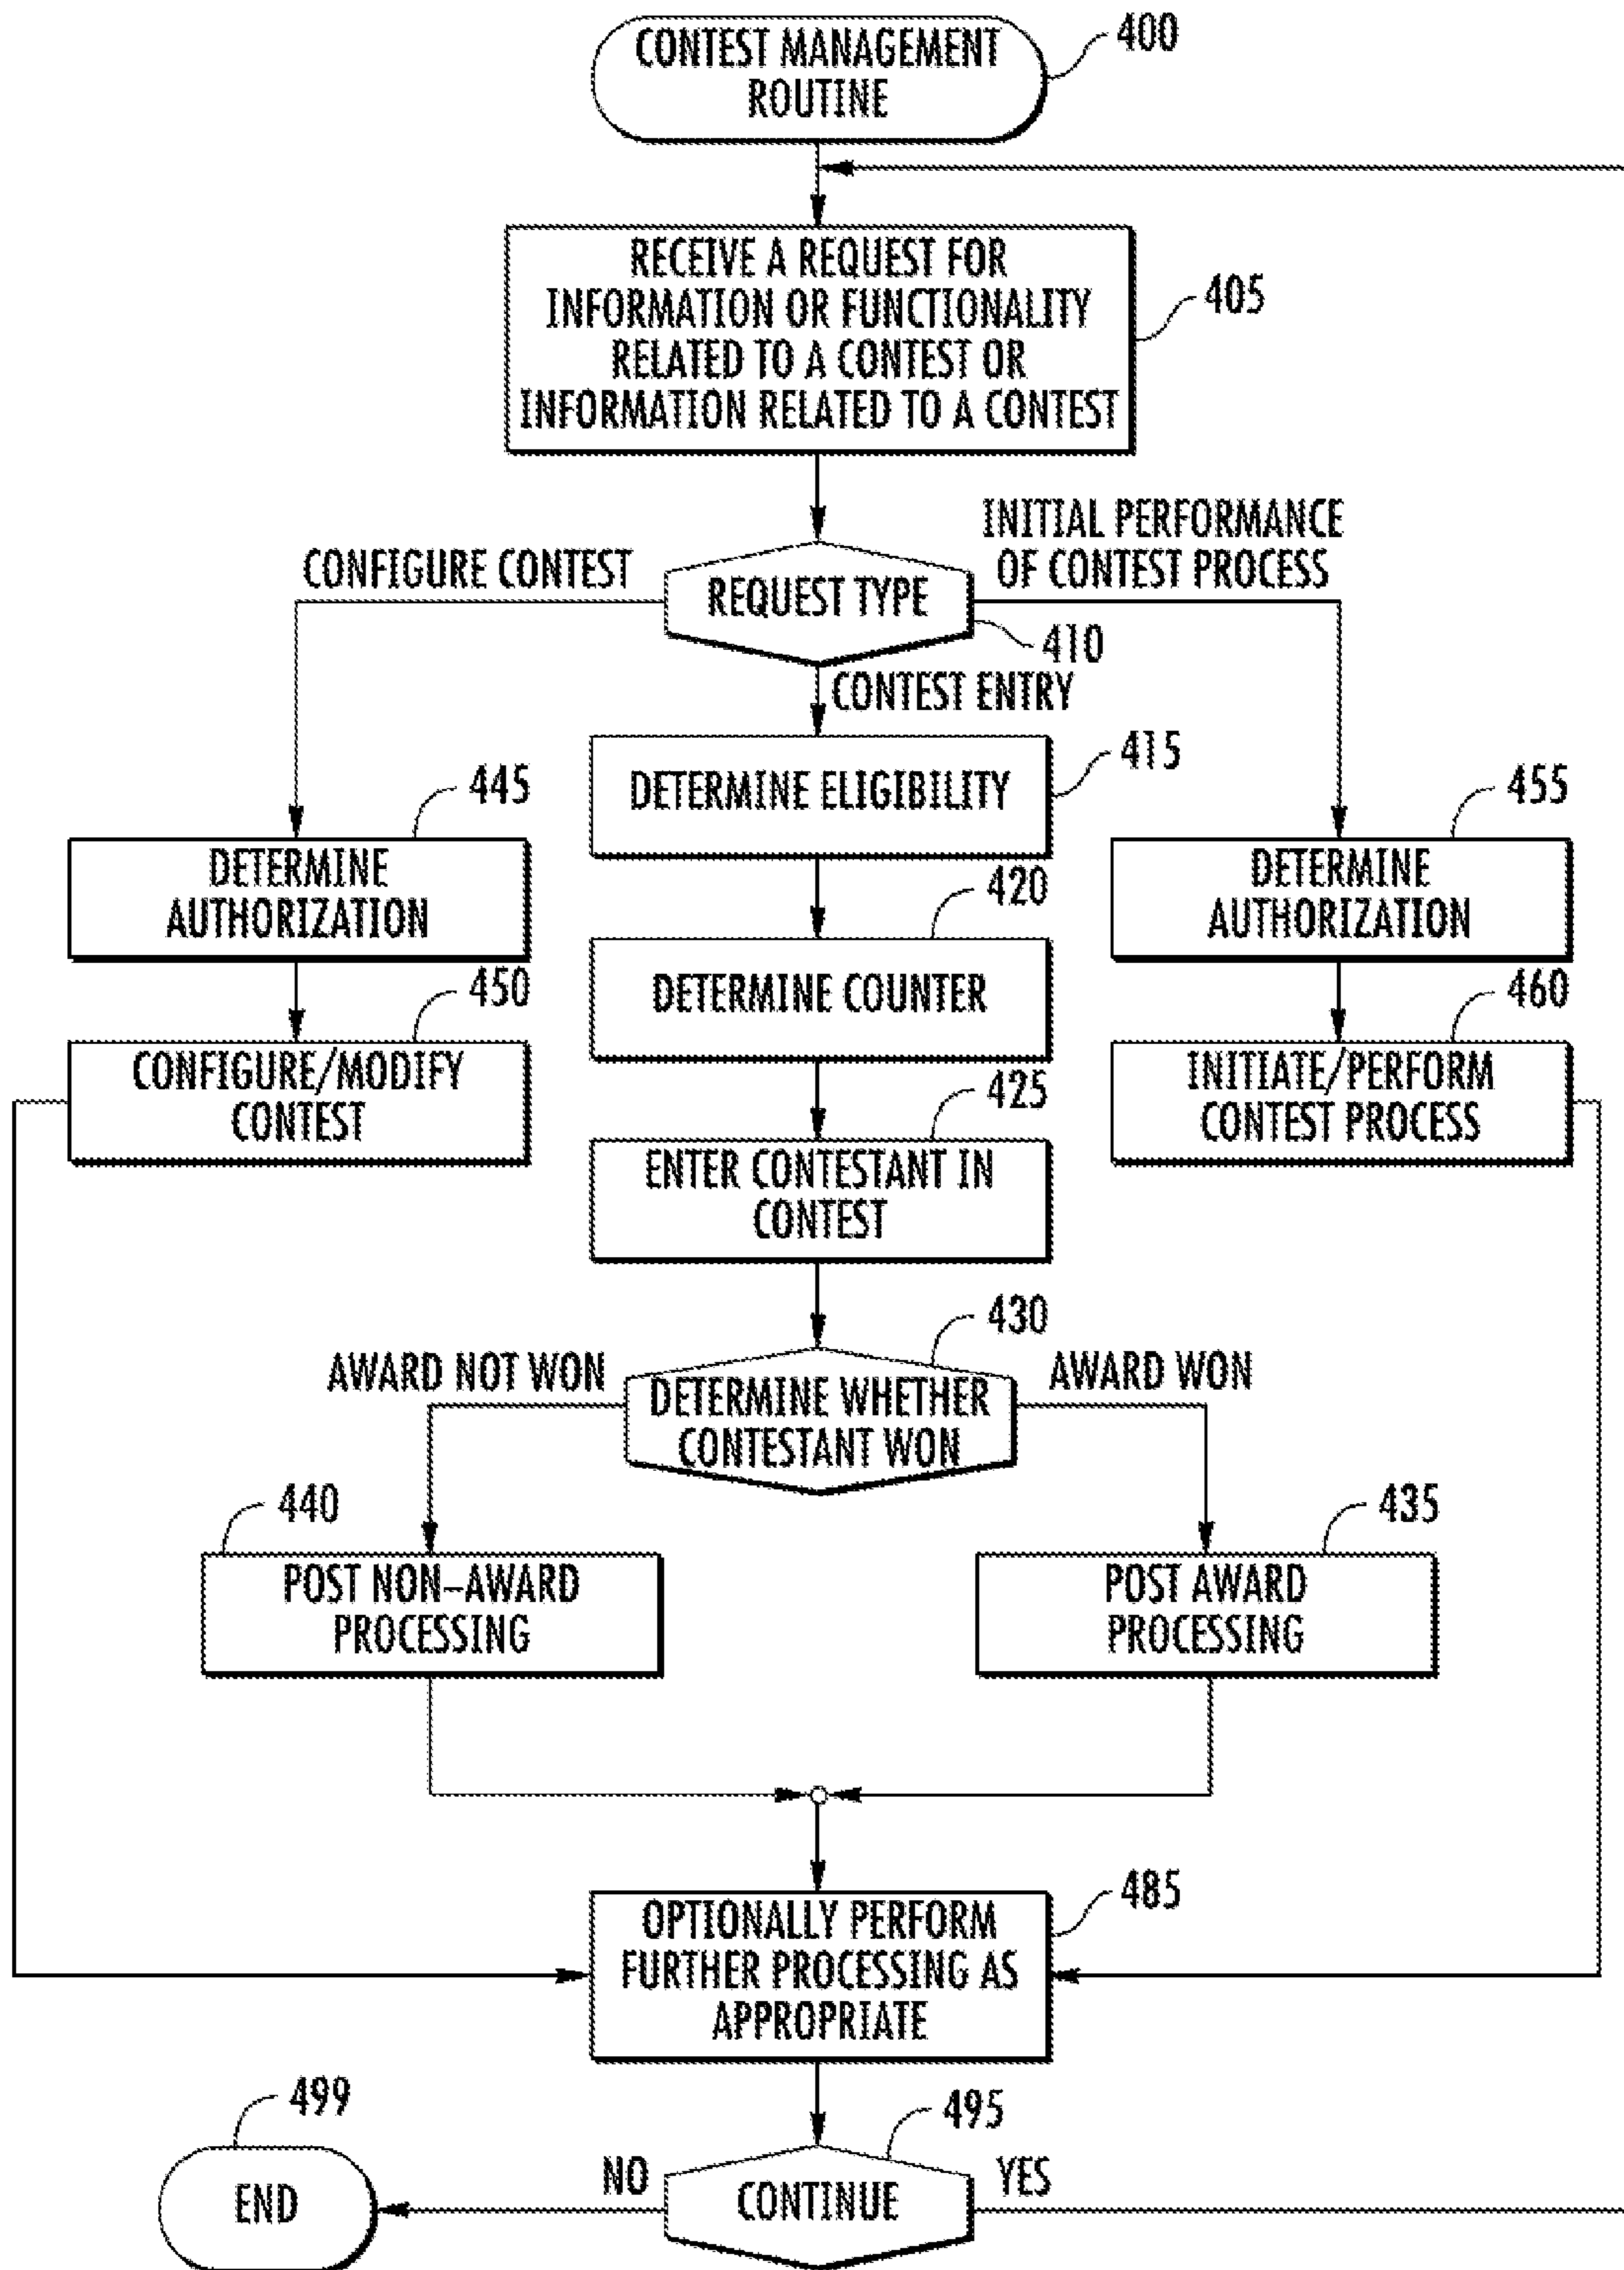 CONTEST MANAGEMENT
ROUTINE
400
RECEIVE A REQUEST FOR
INFORMATION OR FUNCTIONALITY
RELATED TO A CONTEST OR
INFORMATION RELATED TO A CONTEST
405
CONFIGURE CONTEST
INITIAL PERFORMANCE
OF CONTEST PROCESS
REQUEST TYPE
410
CONTEST ENTRY
DETERMINE ELIGIBILITY
415
445
DETERMINE
AUTHORIZATION
455
DETERMINE
AUTHORIZATION
420
DETERMINE COUNTER
450
CONFIGURE/MODIFY
CONTEST
460
INITIATE/PERFORM
CONTEST PROCESS
425
ENTER CONTESTANT IN
CONTEST
430
AWARD NOT WON
AWARD WON
DETERMINE WHETHER
CONTESTANT WON
440
POST NON-AWARD
PROCESSING
435
POST AWARD
PROCESSING
485
OPTIONALLY PERFORM
FURTHER PROCESSING AS
APPROPRIATE
499
END
495
NO
CONTINUE
YES